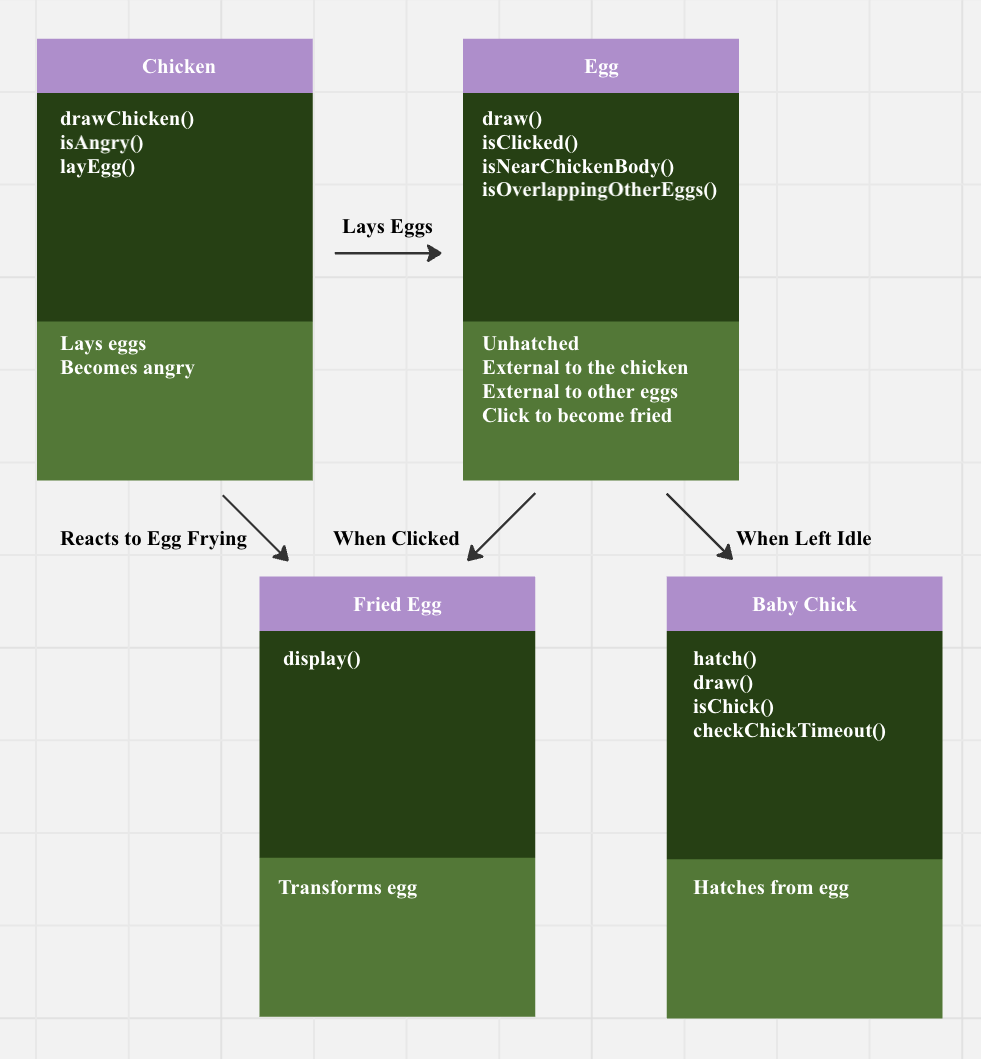 Chicken
drawChicken()
isAngry()
layEgg()
Lays eggs
Becomes angry
Lays Eggs
Egg
draw()
isClicked()
isNearChickenBody()
isOverlappingOtherEggs()
Unhatched
External to the chicken
External to other eggs
Click to become fried
Reacts to Egg Frying
When Clicked
When Left Idle
Fried Egg
display()
Transforms egg
Baby Chick
hatch()
draw()
isChick()
checkChickTimeout()
Hatches from egg